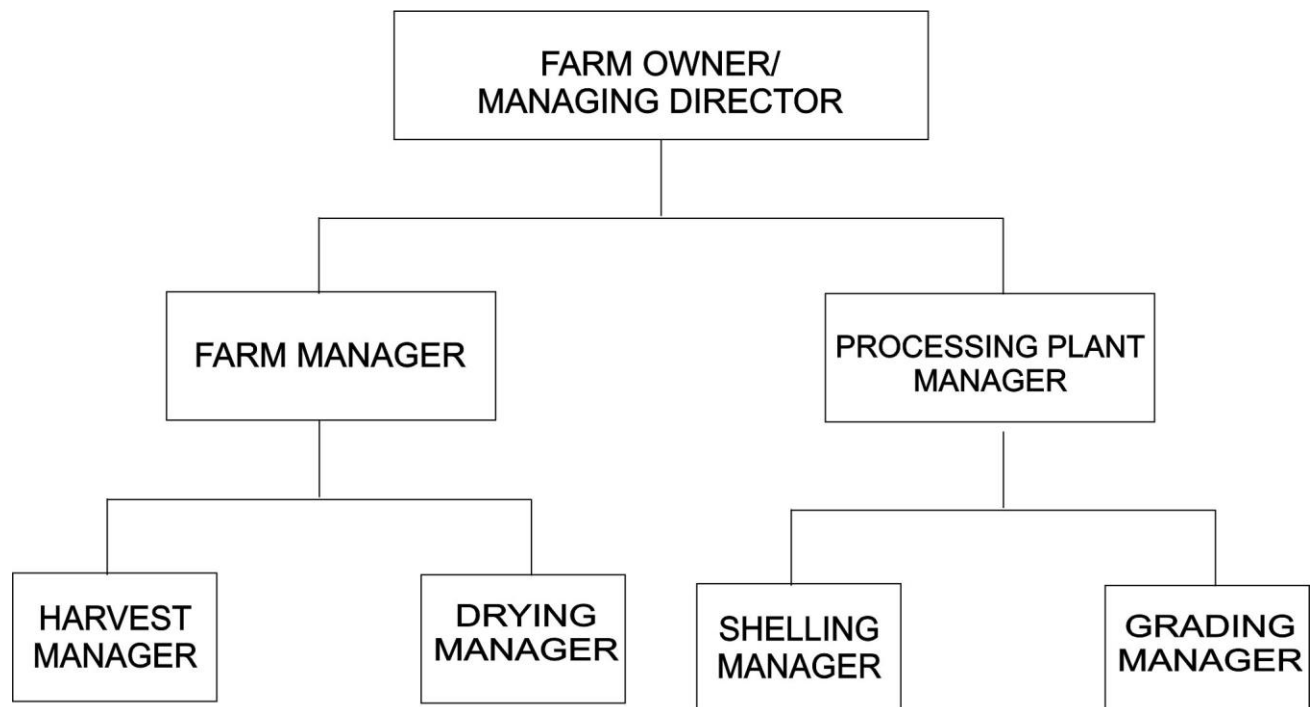 FARM OWNER/
MANAGING DIRECTOR
FARM MANAGER
PROCESSING PLANT
MANAGER
HARVEST
MANAGER
DRYING
MANAGER
SHELLING
MANAGER
GRADING
MANAGER